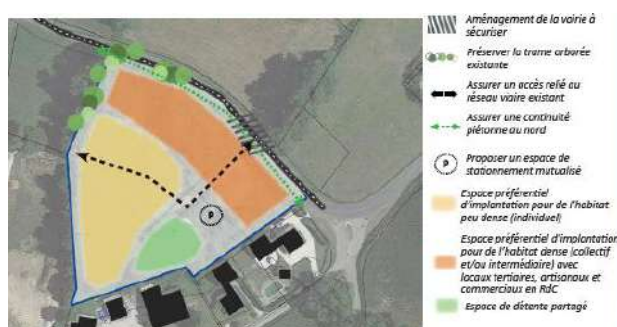 Aménagement de la voirie à
sécuriser
Préserver la trame arborée
existante
Assurer un accès relié au
réseau viaire existant
Assurer une continuité
piétonne au nord
Proposer un espace de
stationnement mutualisé
Espace préférentiel
d'implantation pour de l'habitat
peu dense (individuel)
Espace préférentiel d'implantation
pour de l'habitat dense (collectif
et/ou intermédiaire) avec
locaux tertiaires, artisanaux et
commerciaux en RdC
Espace de détente partagé
P
P